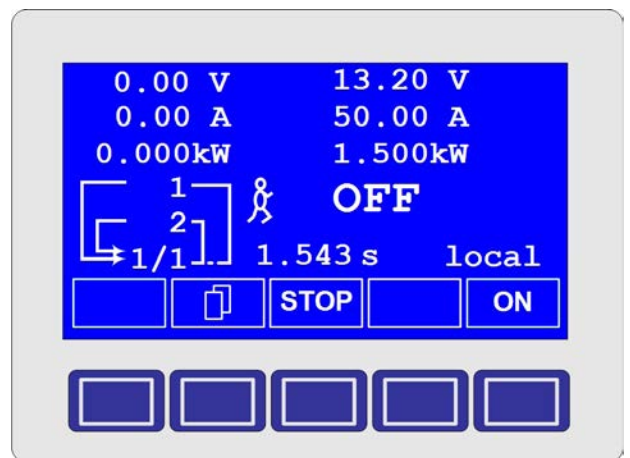 0.00 V 13.20 V
0.00 A 50.00 A
0.000kW 1.500kW
1 OFF
2
1/1 1.543 s local
STOP ON